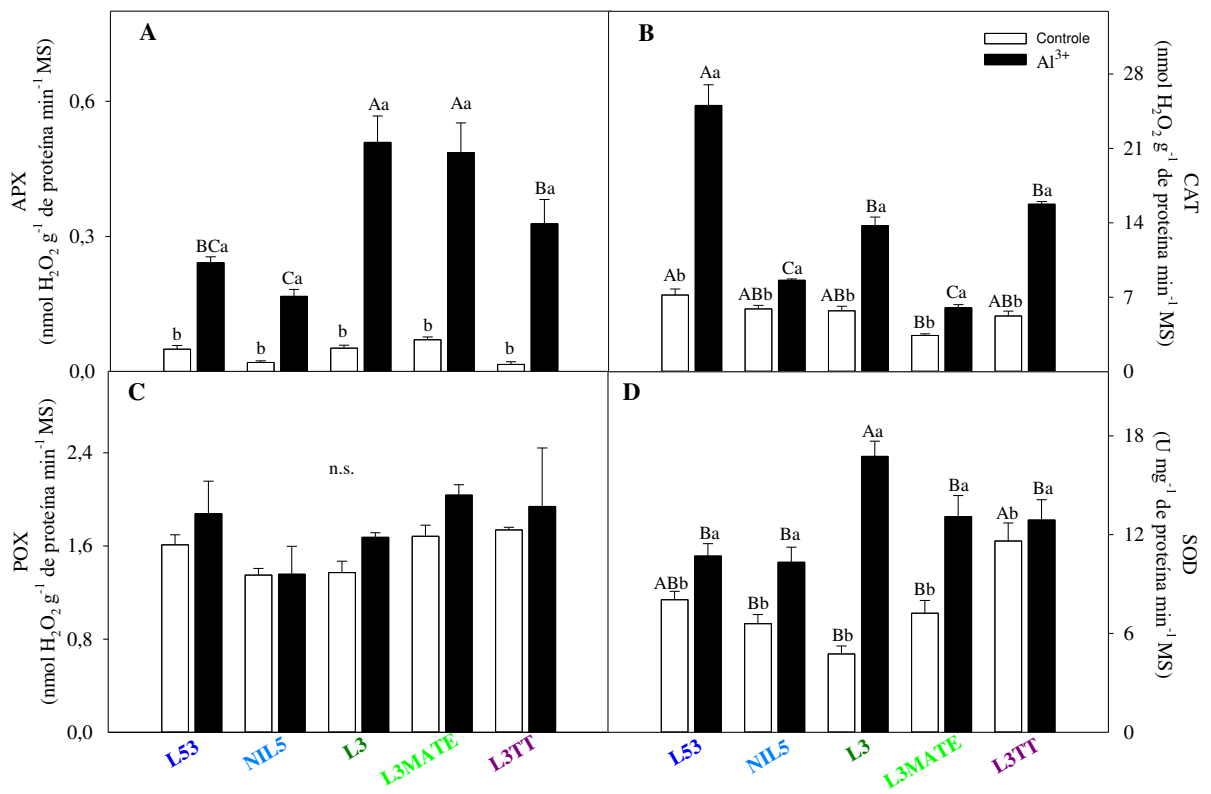 A
APX
(nmol H₂O₂ g⁻¹ de proteína min⁻¹ MS)
0,6
0,3
0,0
BCa
b
Ca
b
Aa
b
Aa
b
Ba
b
B
Controle
Al³⁺
CAT
(nmol H₂O₂ g⁻¹ de proteína min⁻¹ MS)
28
21
14
7
0
Ab
Aa
ABb
Ca
ABb
Ba
Bb
Ca
ABb
Ba
C
POX
(nmol H₂O₂ g⁻¹ de proteína min⁻¹ MS)
2,4
1,6
0,8
0,0
n.s.
L53
NIL5
L3
L3MATE
L3TT
D
SOD
(U mg⁻¹ de proteína min⁻¹ MS)
18
12
6
0
ABb
Ba
Bb
Ba
Bb
Aa
Bb
Ba
Ab
Ba
L53
NIL5
L3
L3MATE
L3TT